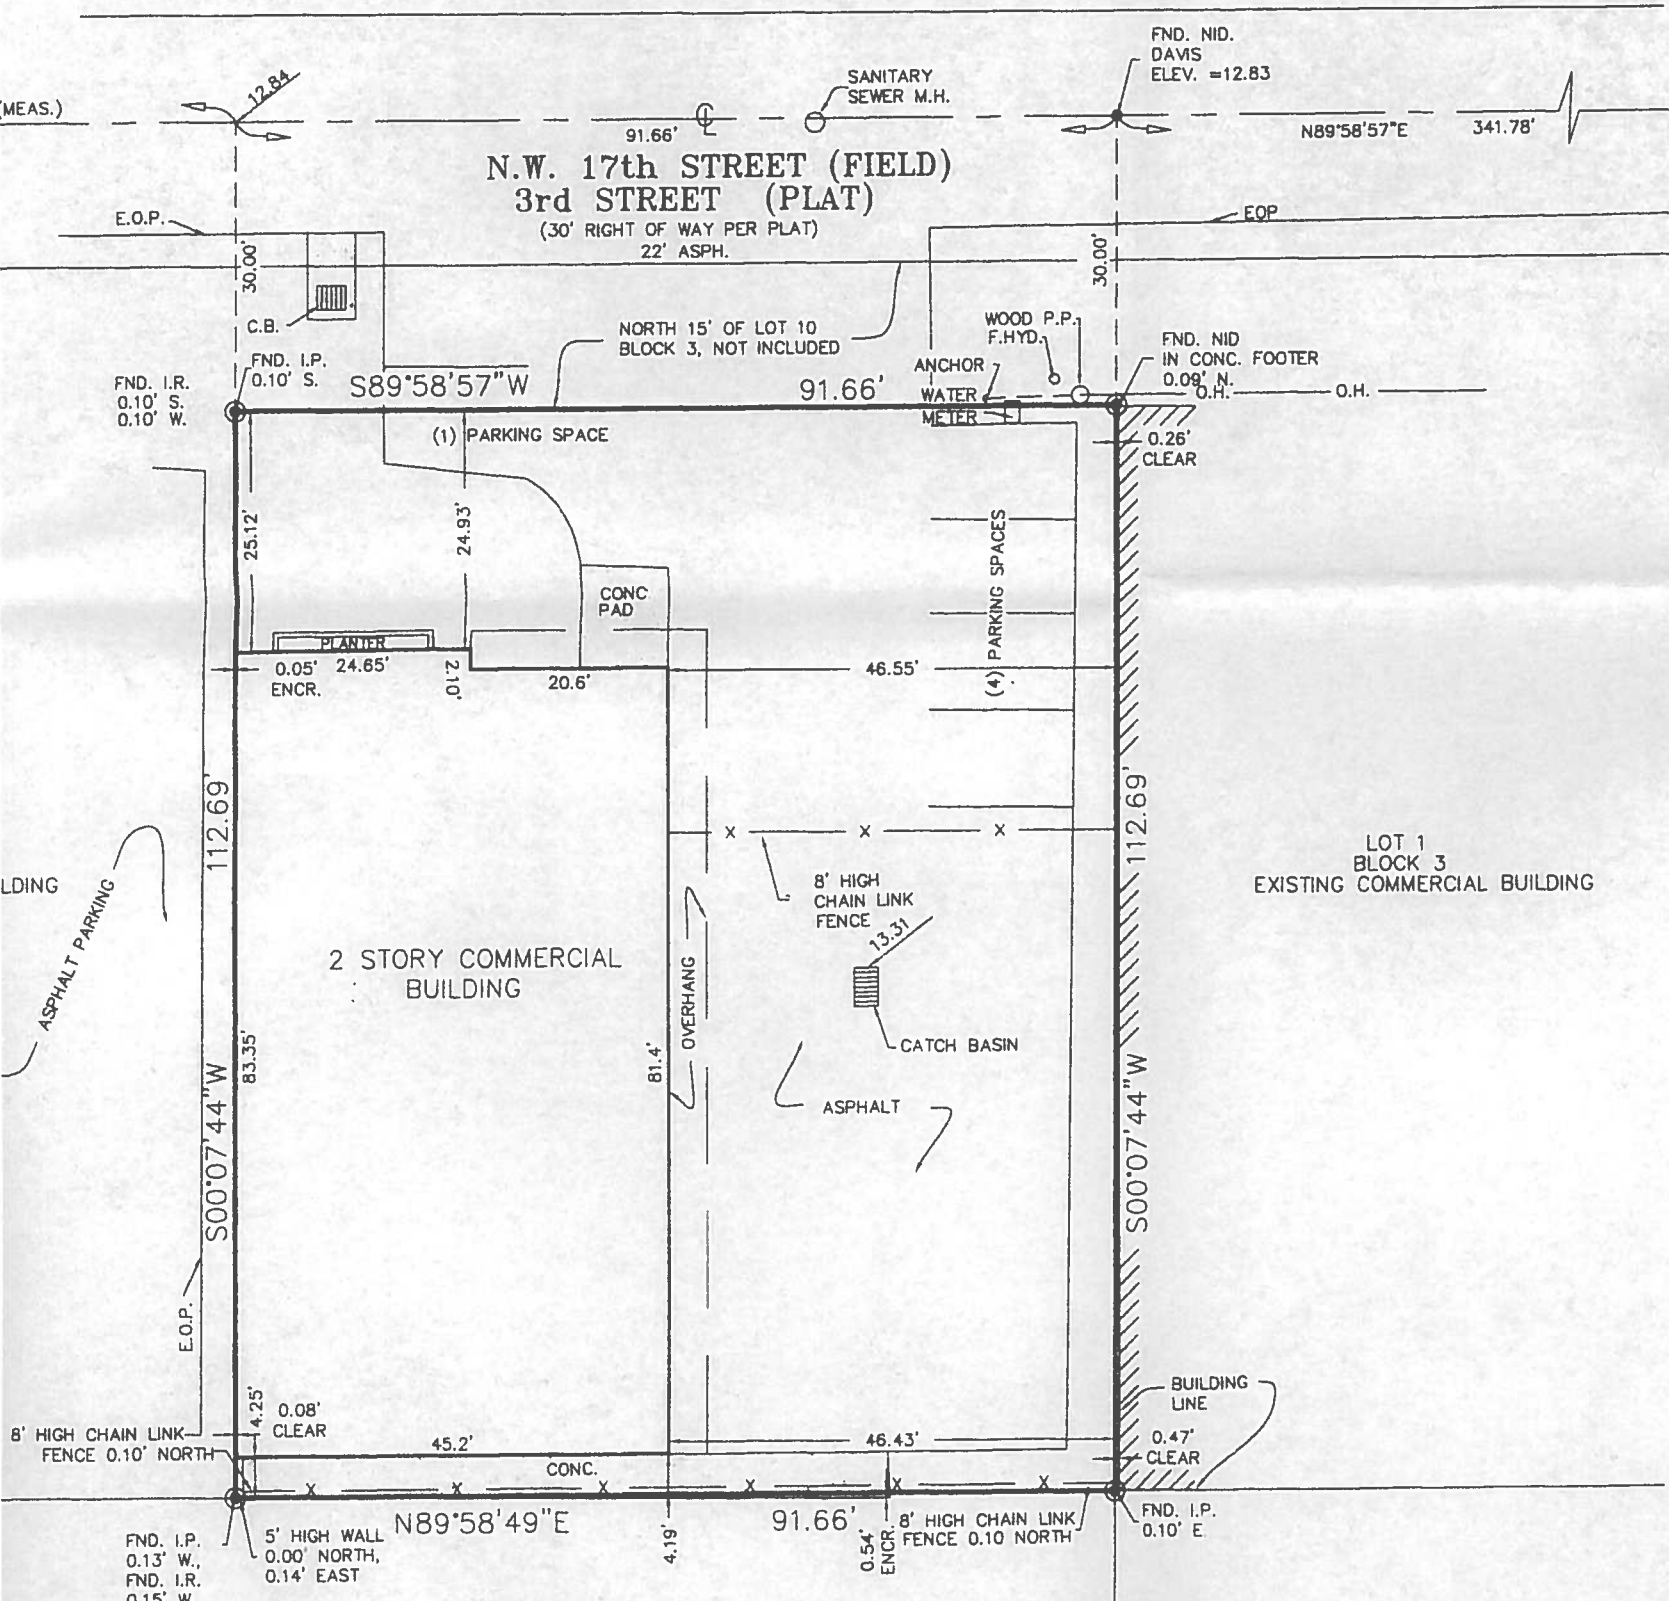 FND. NID.
DAVIS
ELEV. =12.83
SANITARY
SEWER M.H.
12.84
(MEAS.)
91.66'
N89°58'57"E
341.78'
N.W. 17th STREET (FIELD)
3rd STREET (PLAT)
(30' RIGHT OF WAY PER PLAT)
22' ASPH.
E.O.P.
EOP
30.00'
30.00'
C.B.
NORTH 15' OF LOT 10
BLOCK 3, NOT INCLUDED
WOOD P.P.
F.HYD.
FND. NID
IN CONC. FOOTER
0.09' N.
O.H.
O.H.
FND. I.P.
0.10' S.
FND. I.R.
0.10' S.
0.10' W.
S89°58'57"W
91.66'
ANCHOR
WATER
METER
(1) PARKING SPACE
0.26'
CLEAR
25.12'
24.93'
(4) PARKING SPACES
CONC
PAD
PLANTER
0.05'
ENCR.
24.65'
2.10'
20.6'
46.55'
112.69'
112.69'
X
X
X
8' HIGH
CHAIN LINK
FENCE
13.31
LOT 1
BLOCK 3
EXISTING COMMERCIAL BUILDING
LDING
ASPHALT PARKING
2 STORY COMMERCIAL
BUILDING
OVERHANG
CATCH BASIN
83.35'
81.4'
ASPHALT
S00°07'44"W
S00°07'44"W
E.O.P.
BUILDING
LINE
4.25'
0.08'
CLEAR
8' HIGH CHAIN LINK
FENCE 0.10' NORTH
45.2'
46.43'
0.47'
CLEAR
CONC.
X
X
X
X
X
X
N89°58'49"E
91.66'
8' HIGH CHAIN LINK
FENCE 0.10 NORTH
FND. I.P.
0.10' E.
FND. I.P.
0.13' W.,
FND. I.R.
0.15' W.
5' HIGH WALL
0.00' NORTH,
0.14' EAST
4.19'
0.54'
ENCR.